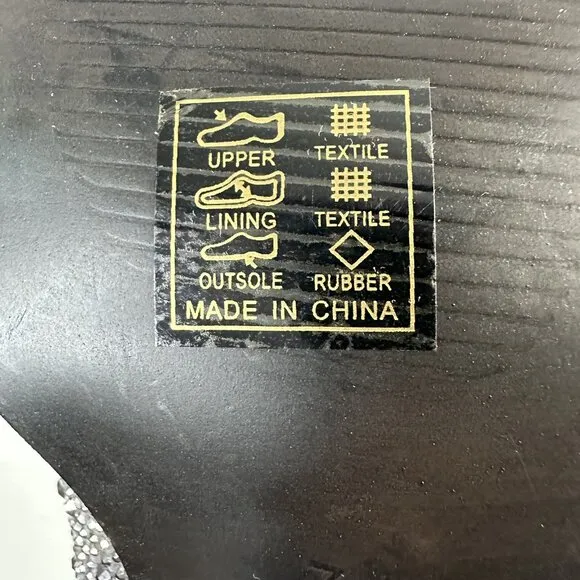 UPPER TEXTILE
LINING TEXTILE
OUTSOLE RUBBER
MADE IN CHINA